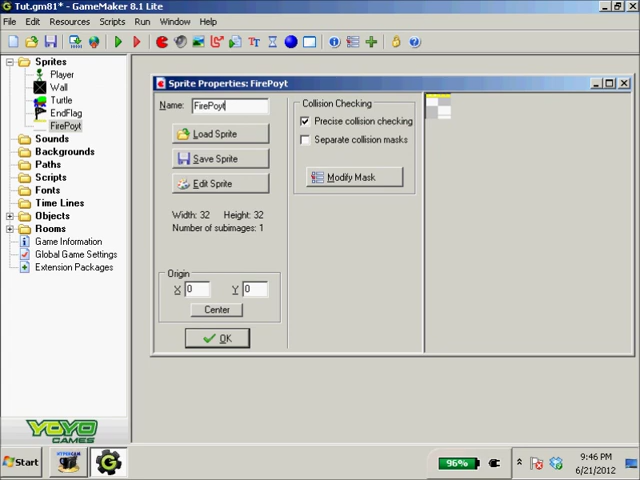 Tut.gm81* - GameMaker 8.1 Lite
File Edit Resources Scripts Run Window Help
Sprites
Player
Wall
Turtle
EndFlag
FirePoyt
Sounds
Backgrounds
Paths
Scripts
Fonts
Time Lines
Objects
Rooms
Game Information
Global Game Settings
Extension Packages
Sprite Properties: FirePoyt
Name: FirePoyt
Load Sprite
Save Sprite
Edit Sprite
Width: 32 Height: 32
Number of subimages: 1
Origin
X 0 Y 0
Center
OK
Collision Checking
Precise collision checking
Separate collision masks
Modify Mask
YOYO
GAMES
Start
HYPERCAM
96%
9:46 PM
6/21/2012